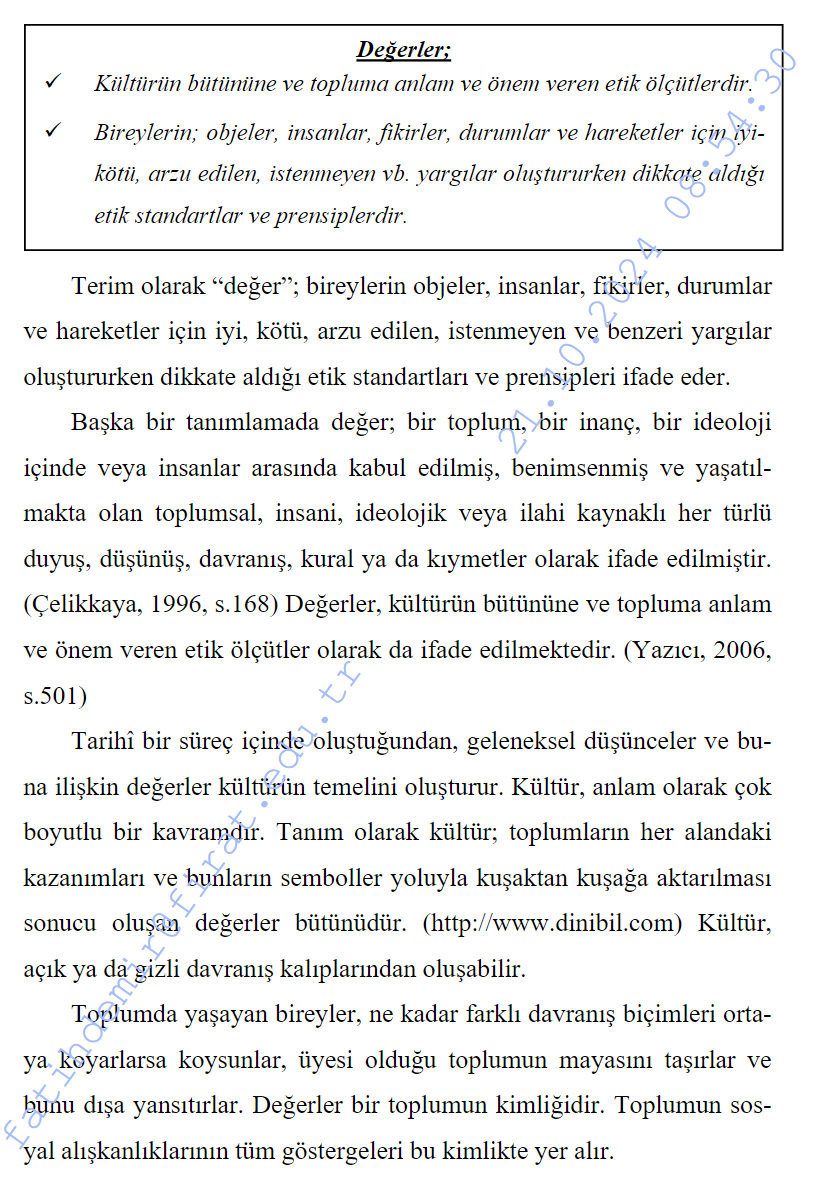 Değerler;
✓ Kültürün bütününe ve topluma anlam ve önem veren etik ölçütlerdir.
✓ Bireylerin; objeler, insanlar, fikirler, durumlar ve hareketler için iyi-
kötü, arzu edilen, istenmeyen vb. yargılar oluştururken dikkate aldığı
etik standartlar ve prensiplerdir.
Terim olarak “değer”; bireylerin objeler, insanlar, fikirler, durumlar
ve hareketler için iyi, kötü, arzu edilen, istenmeyen ve benzeri yargılar
oluştururken dikkate aldığı etik standartları ve prensipleri ifade eder.
Başka bir tanımlamada değer; bir toplum, bir inanç, bir ideoloji
içinde veya insanlar arasında kabul edilmiş, benimsenmiş ve yaşatıl-
makta olan toplumsal, insani, ideolojik veya ilahi kaynaklı her türlü
duyuş, düşünüş, davranış, kural ya da kıymetler olarak ifade edilmiştir.
(Çelikkaya, 1996, s.168) Değerler, kültürün bütününe ve topluma anlam
ve önem veren etik ölçütler olarak da ifade edilmektedir. (Yazıcı, 2006,
s.501)
Tarihî bir süreç içinde oluştuğundan, geleneksel düşünceler ve bu-
na ilişkin değerler kültürün temelini oluşturur. Kültür, anlam olarak çok
boyutlu bir kavramdır. Tanım olarak kültür; toplumların her alandaki
kazanımları ve bunların semboller yoluyla kuşaktan kuşağa aktarılması
sonucu oluşan değerler bütünüdür. (http://www.dinibil.com) Kültür,
açık ya da gizli davranış kalıplarından oluşabilir.
Toplumda yaşayan bireyler, ne kadar farklı davranış biçimleri orta-
ya koyarlarsa koysunlar, üyesi olduğu toplumun mayasını taşırlar ve
bunu dışa yansıtırlar. Değerler bir toplumun kimliğidir. Toplumun sos-
yal alışkanlıklarının tüm göstergeleri bu kimlikte yer alır.
fatihdemir@firat.edu.tr 21.10.2024 08:54:30